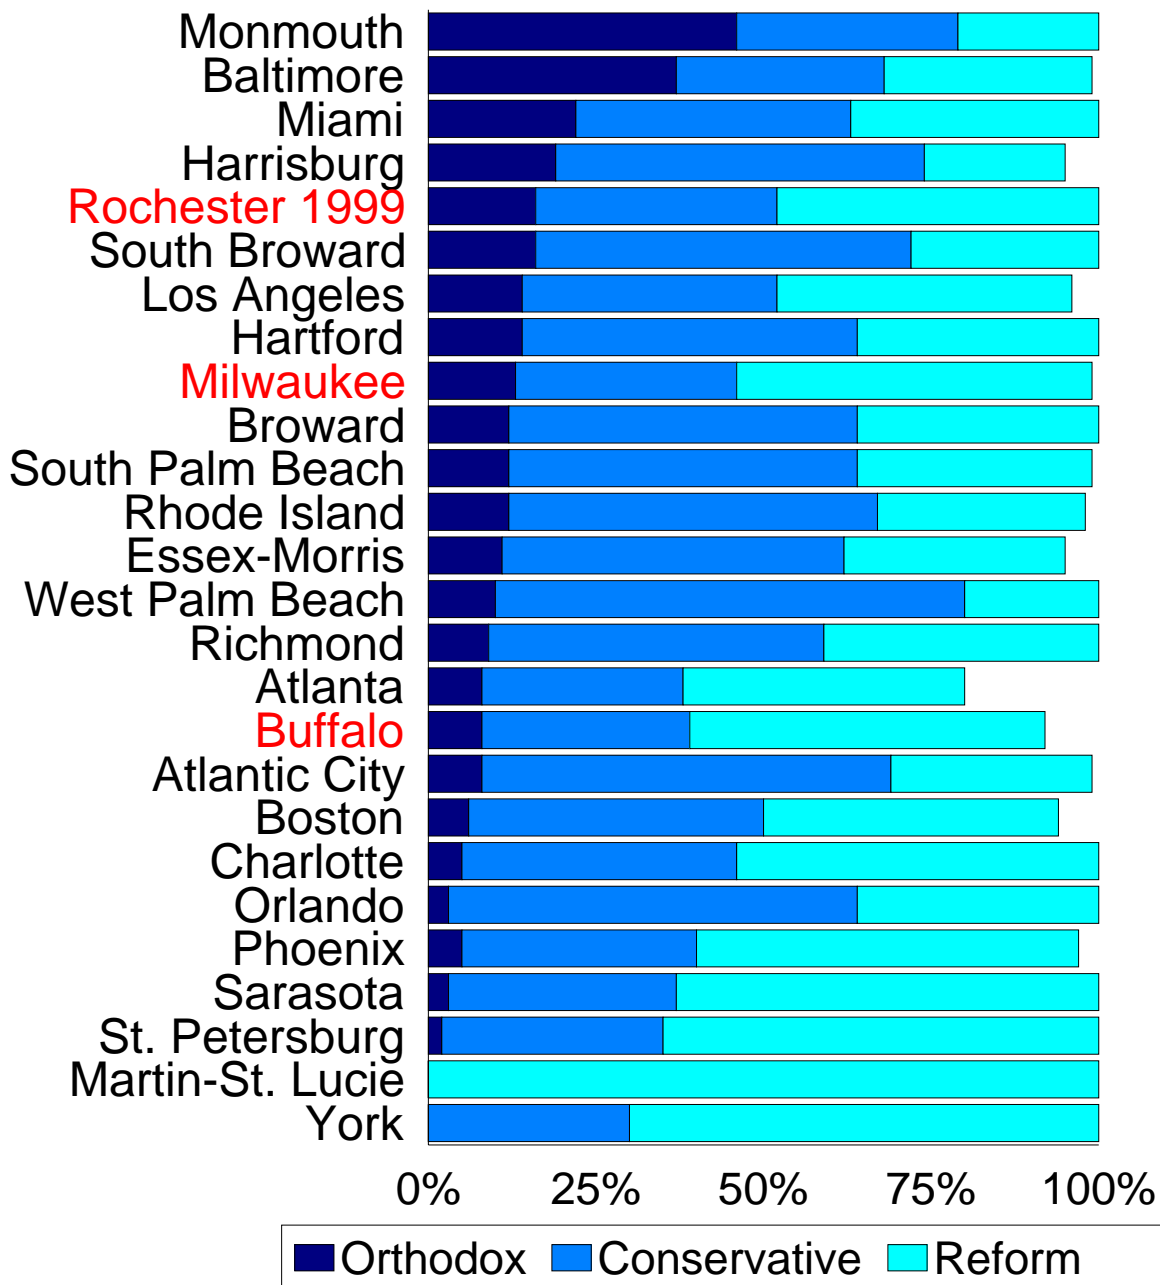 Monmouth
Baltimore
Miami
Harrisburg
Rochester 1999
South Broward
Los Angeles
Hartford
Milwaukee
Broward
South Palm Beach
Rhode Island
Essex-Morris
West Palm Beach
Richmond
Atlanta
Buffalo
Atlantic City
Boston
Charlotte
Orlando
Phoenix
Sarasota
St. Petersburg
Martin-St. Lucie
York
0% 25% 50% 75% 100%
Orthodox Conservative Reform